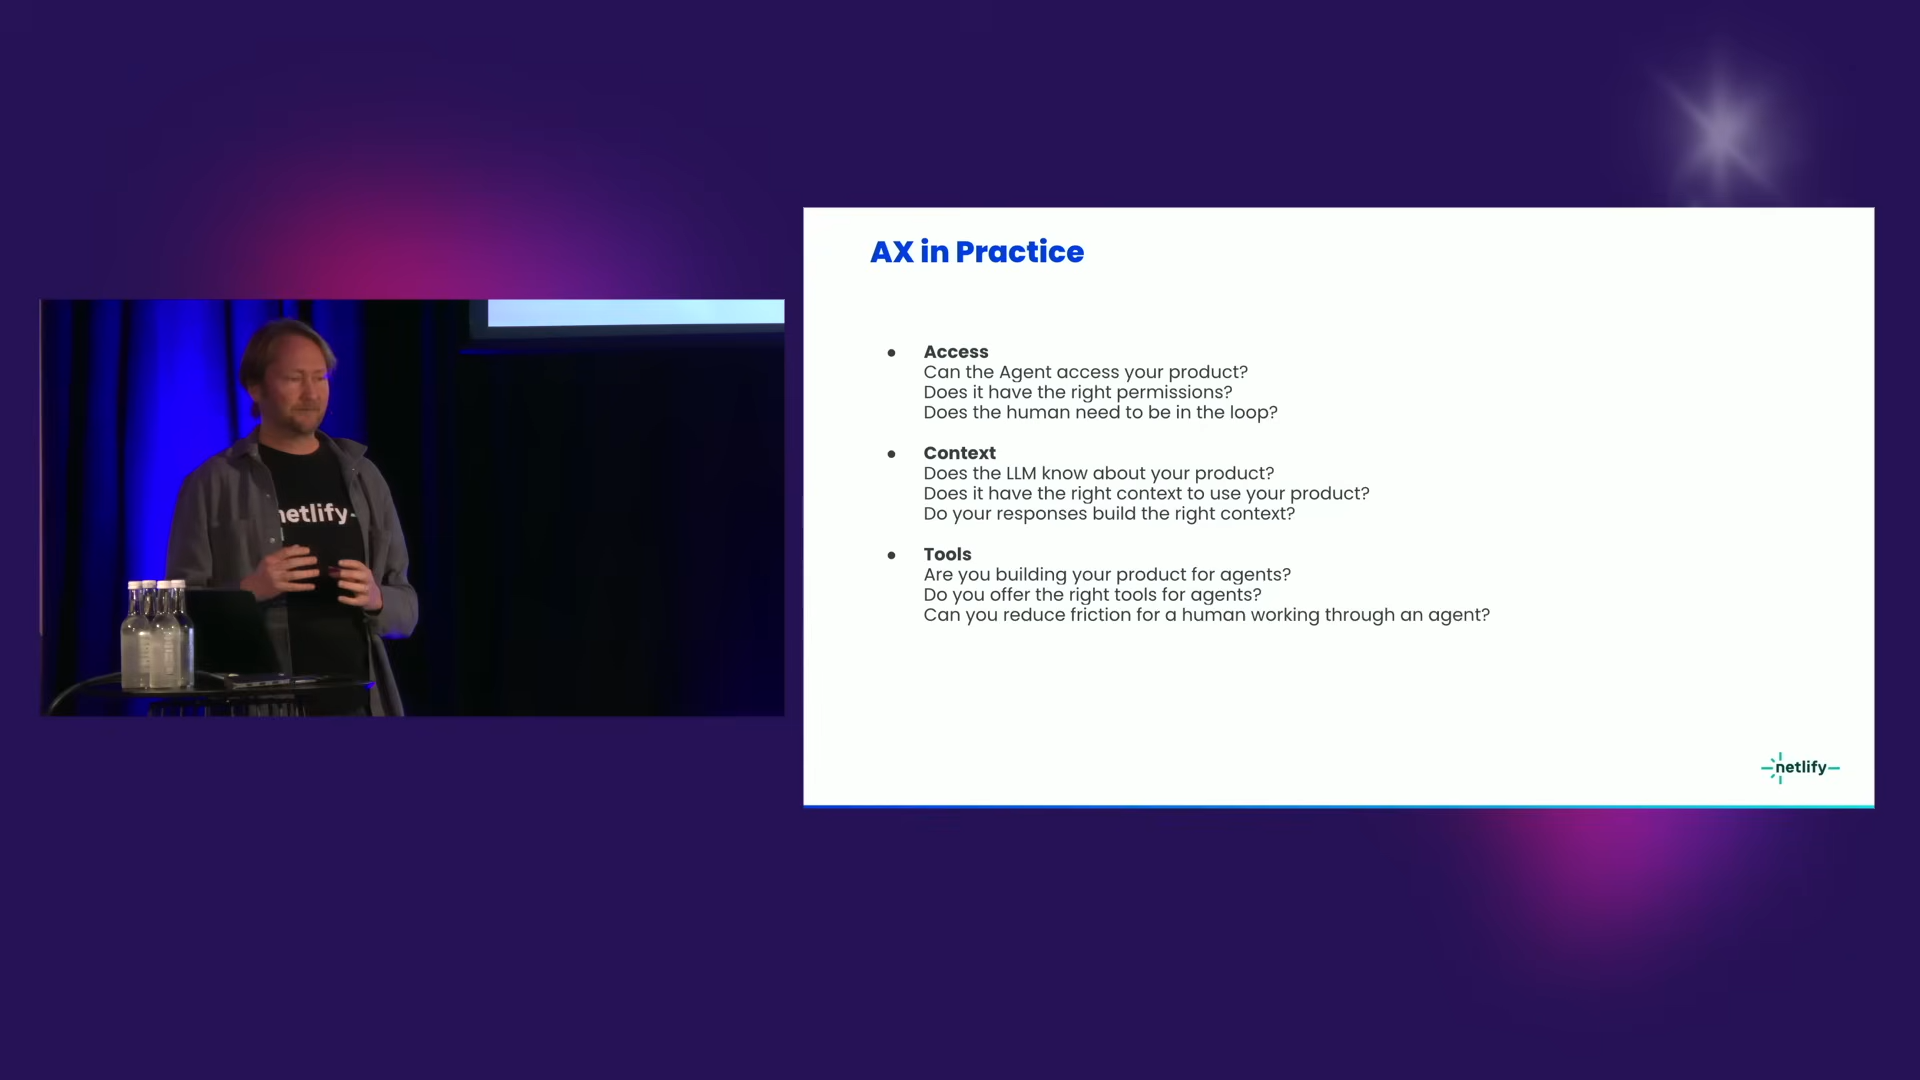 netlify
AX in Practice
● Access
Can the Agent access your product?
Does it have the right permissions?
Does the human need to be in the loop?
● Context
Does the LLM know about your product?
Does it have the right context to use your product?
Do your responses build the right context?
● Tools
Are you building your product for agents?
Do you offer the right tools for agents?
Can you reduce friction for a human working through an agent?
netlify